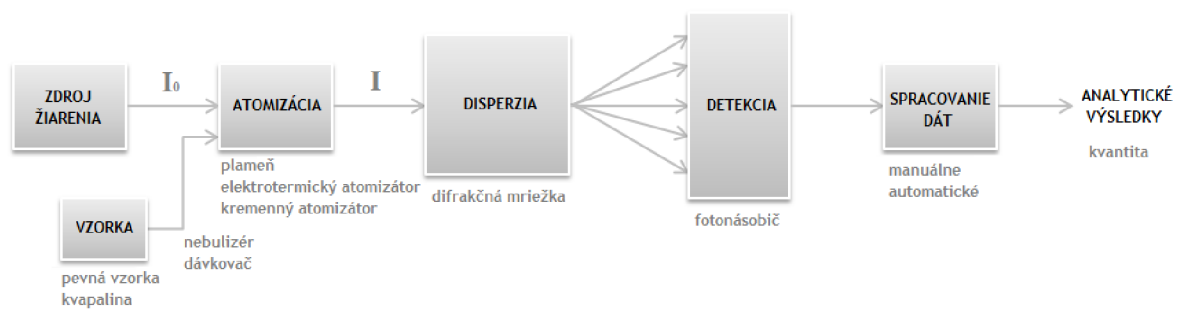 ZDROJ
ŽIARENIA
I₀
ATOMIZÁCIA
plameň
elektrotermický atomizátor
kremenný atomizátor
VZORKA
pevná vzorka
kvapalina
nebulizér
dávkovač
I
DISPERZIA
difrakčná mriežka
DETEKCIA
fotonásobič
SPRACOVANIE
DÁT
manuálne
automatické
ANALYTICKÉ
VÝSLEDKY
kvantita